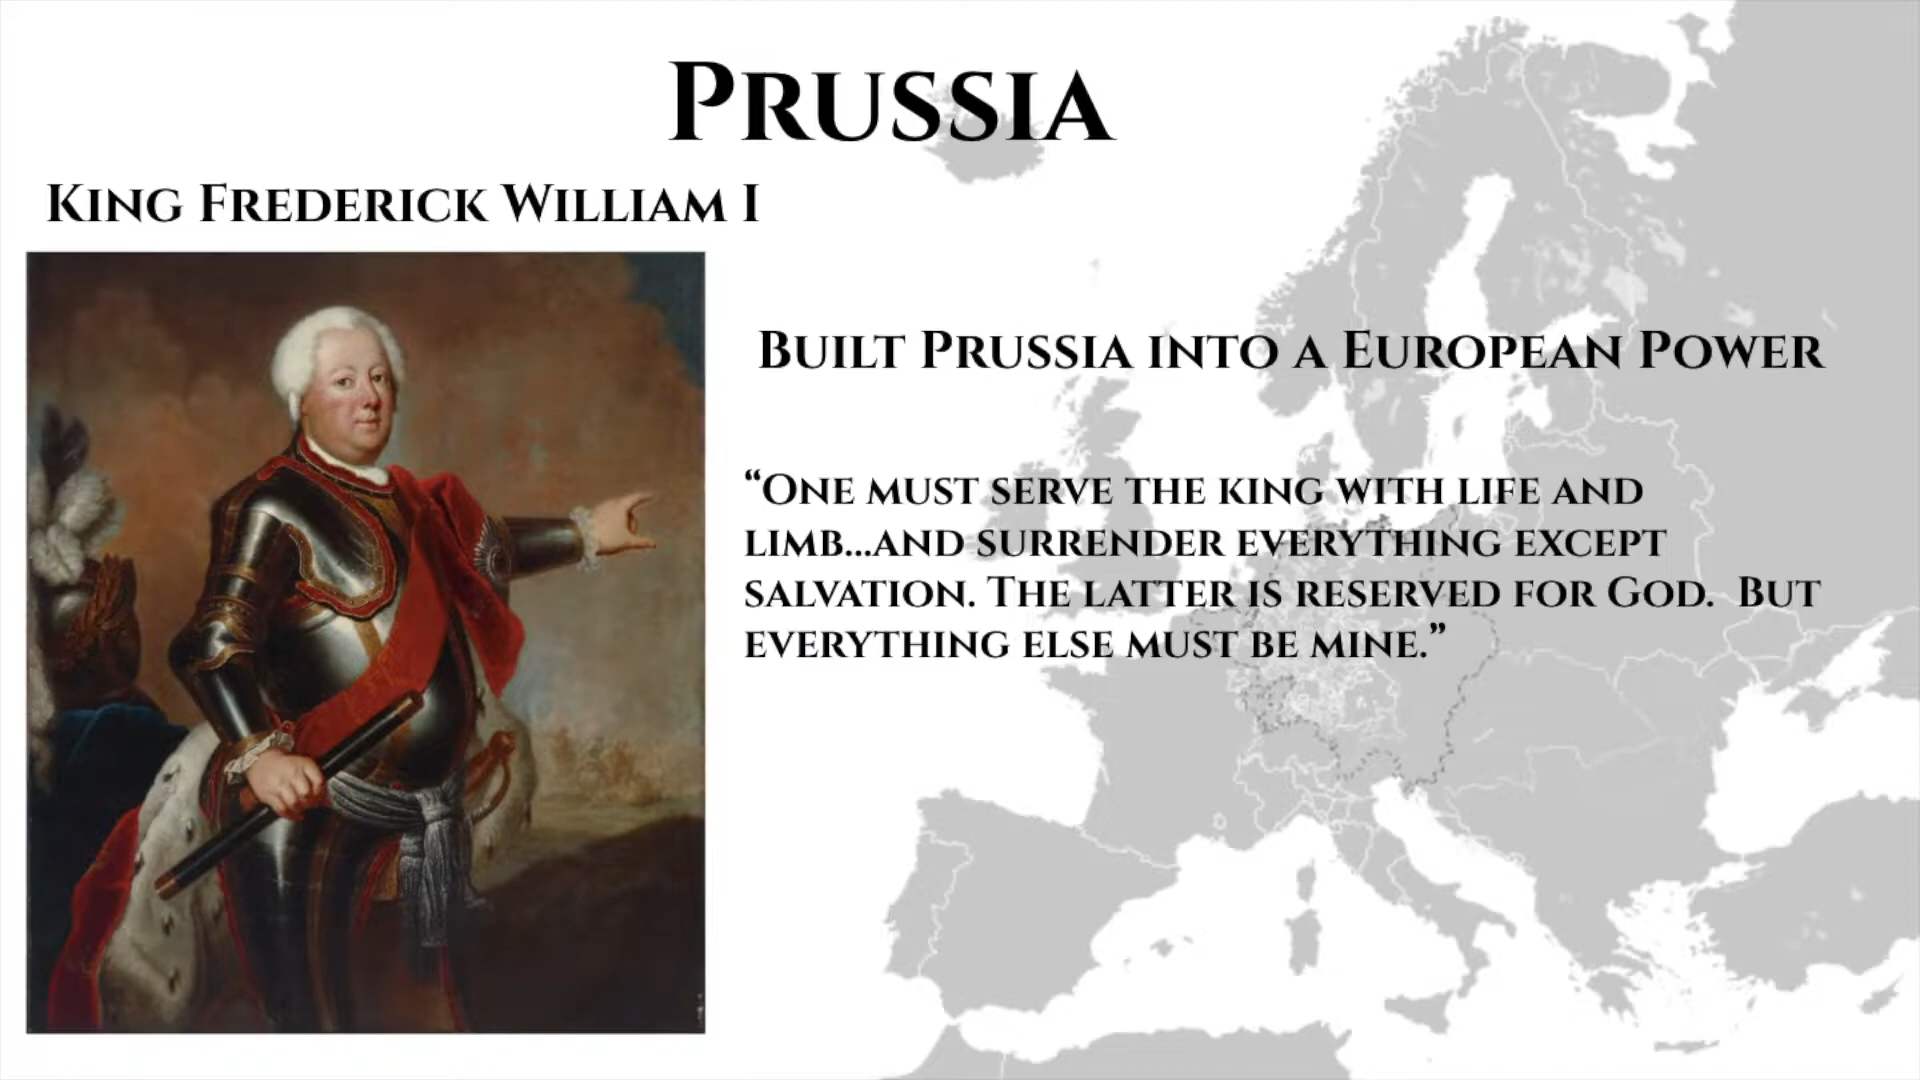 Prussia
King Frederick William I
Built Prussia into a European Power
“One must serve the king with life and
limb...and surrender everything except
salvation. The latter is reserved for God.  But
everything else must be mine.”